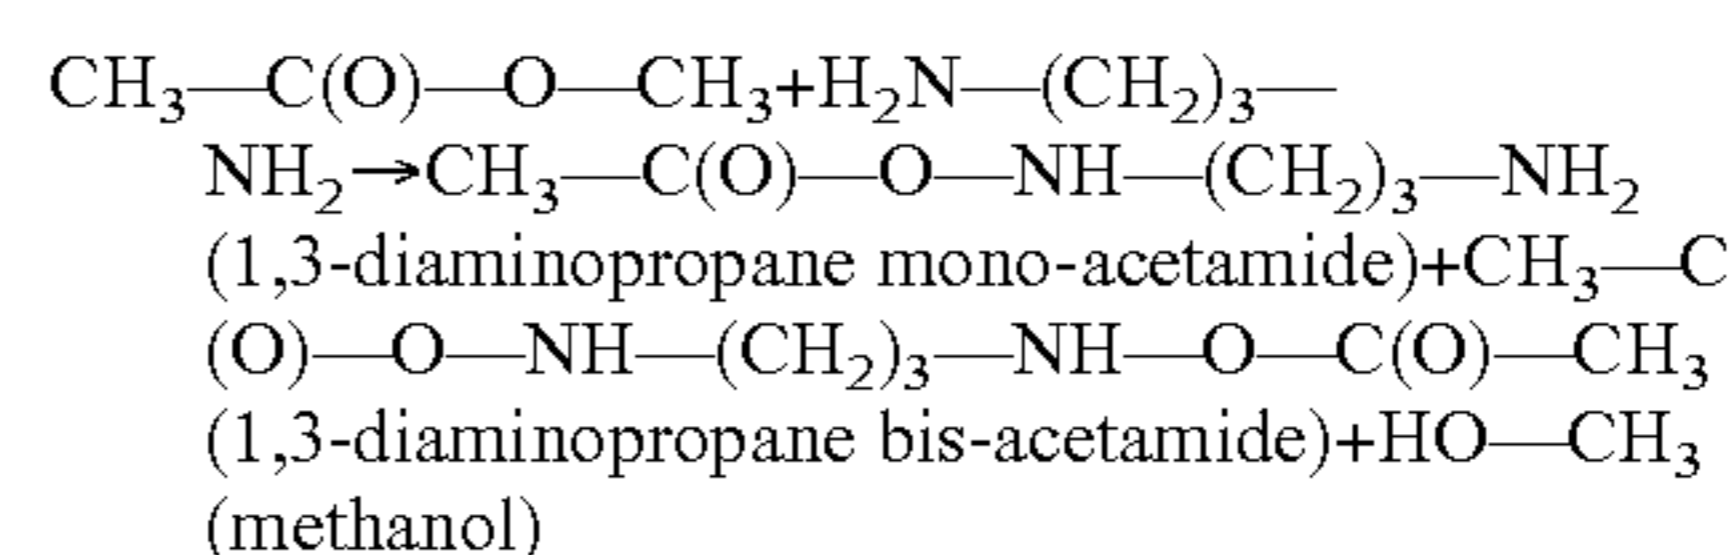 CH₃—C(O)—O—CH₃+H₂N—(CH₂)₃—
NH₂→CH₃—C(O)—O—NH—(CH₂)₃—NH₂
(1,3-diaminopropane mono-acetamide)+CH₃—C
(O)—O—NH—(CH₂)₃—NH—O—C(O)—CH₃
(1,3-diaminopropane bis-acetamide)+HO—CH₃
(methanol)